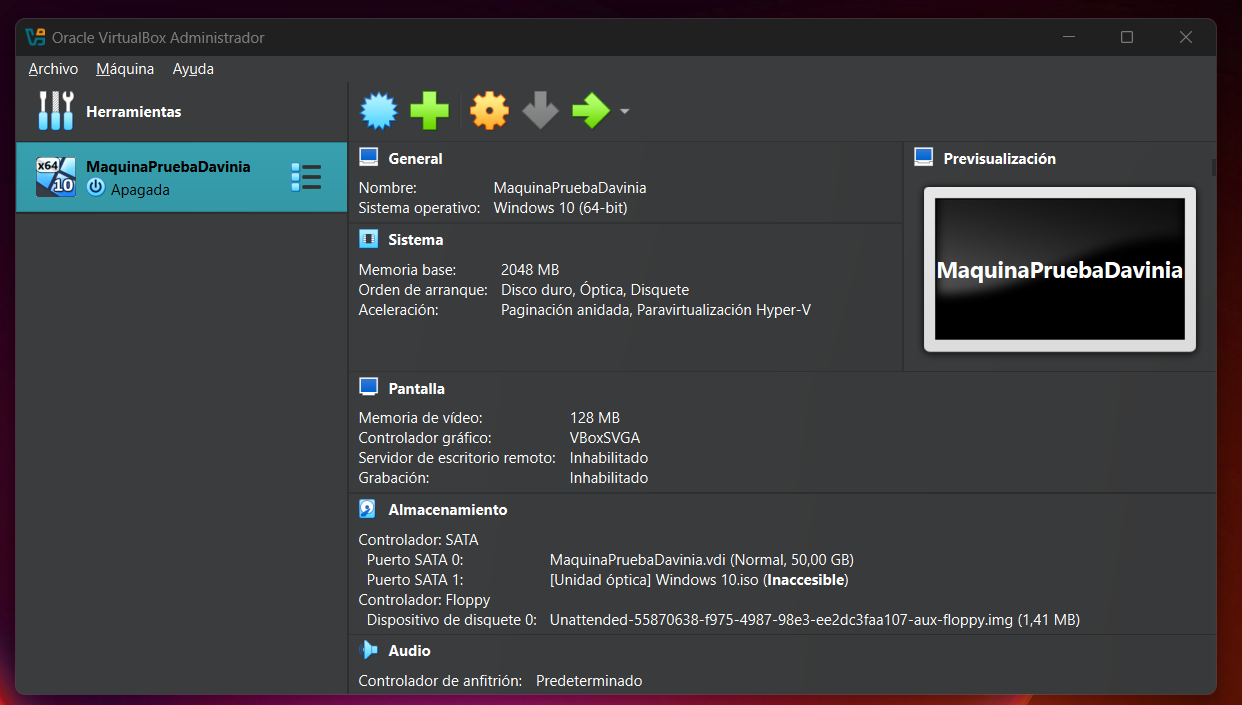 Oracle VirtualBox Administrador
Archivo Máquina Ayuda
Herramientas
x64
10
MaquinaPruebaDavinia
Apagada
General
Nombre: MaquinaPruebaDavinia
Sistema operativo: Windows 10 (64-bit)
Previsualización
MaquinaPruebaDavinia
Sistema
Memoria base: 2048 MB
Orden de arranque: Disco duro, Óptica, Disquete
Aceleración: Paginación anidada, Paravirtualización Hyper-V
Pantalla
Memoria de vídeo: 128 MB
Controlador gráfico: VBoxSVGA
Servidor de escritorio remoto: Inhabilitado
Grabación: Inhabilitado
Almacenamiento
Controlador: SATA
Puerto SATA 0: MaquinaPruebaDavinia.vdi (Normal, 50,00 GB)
Puerto SATA 1: [Unidad óptica] Windows 10.iso (Inaccesible)
Controlador: Floppy
Dispositivo de disquete 0: Unattended-55870638-f975-4987-98e3-ee2dc3faa107-aux-floppy.img (1,41 MB)
Audio
Controlador de anfitrión: Predeterminado